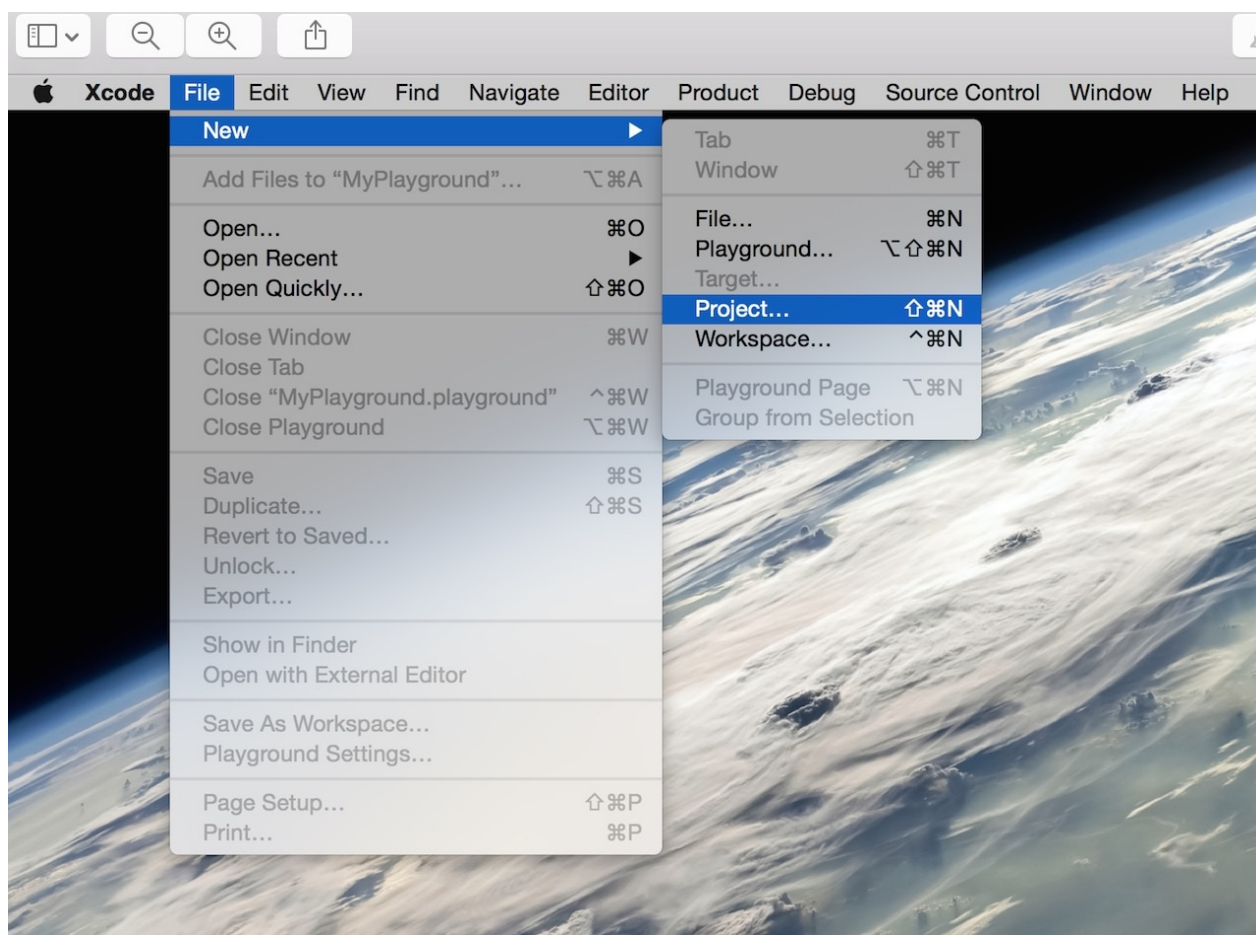 Xcode File Edit View Find Navigate Editor Product Debug Source Control Window Help
New ▶
Add Files to “MyPlayground”... ⌥⌘A
Open... ⌘O
Open Recent ▶
Open Quickly... ⇧⌘O
Close Window ⌘W
Close Tab
Close “MyPlayground.playground” ^⌘W
Close Playground ⌥⌘W
Save ⌘S
Duplicate... ⇧⌘S
Revert to Saved...
Unlock...
Export...
Show in Finder
Open with External Editor
Save As Workspace...
Playground Settings...
Page Setup... ⇧⌘P
Print... ⌘P
Tab ⌘T
Window ⇧⌘T
File... ⌘N
Playground... ⌥⇧⌘N
Target...
Project... ⇧⌘N
Workspace... ^⌘N
Playground Page ⌥⌘N
Group from Selection